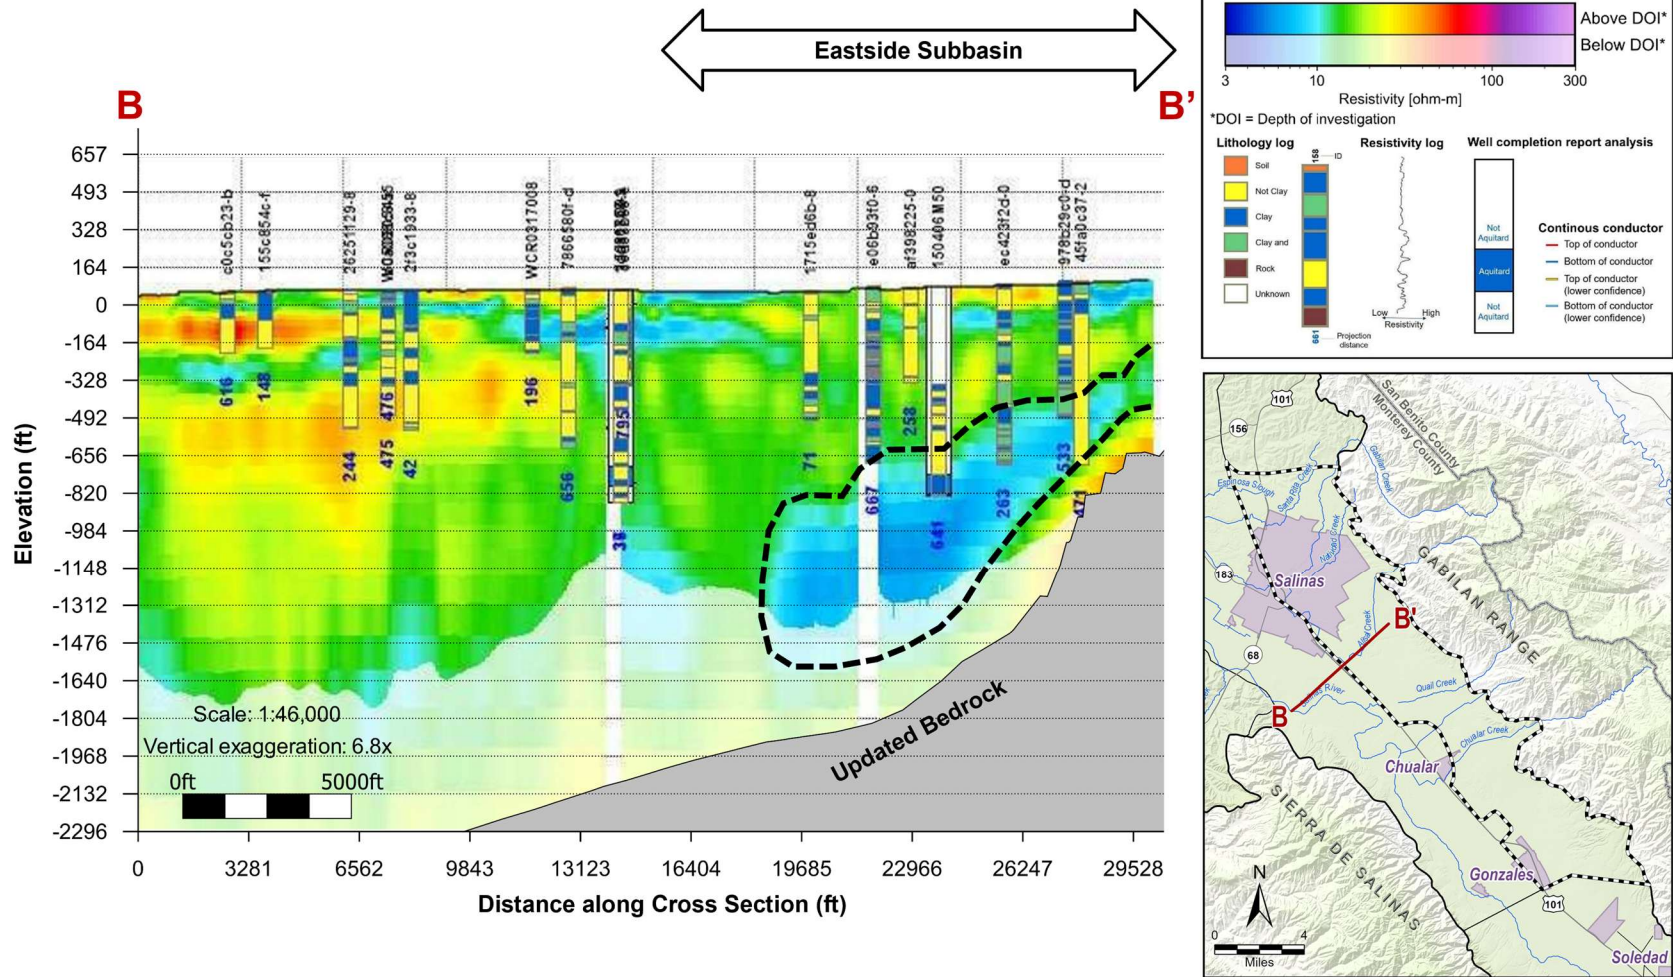 Eastside Subbasin
B
B'
Elevation (ft)
657
493
328
164
0
-164
-328
-492
-656
-820
-984
-1148
-1312
-1476
-1640
-1804
-1968
-2132
-2296
c0c5cb23-b
155c854c-f
26251129-8
2f3c1933-8
WCR0317008
7866580f-d
1715ed6b-8
e06b93f0-6
af398225-0
150406 M50
ec423f2d-0
978b29c0-d
45fa0c37-2
616
148
244
476
475
42
196
656
795
71
667
258
641
263
533
471
Updated Bedrock
Scale: 1:46,000
Vertical exaggeration: 6.8x
0ft
5000ft
0
3281
6562
9843
13123
16404
19685
22966
26247
29528
Distance along Cross Section (ft)
Above DOI*
Below DOI*
3
10
100
300
Resistivity [ohm-m]
*DOI = Depth of investigation
Lithology log
Soil
Not Clay
Clay
Clay and
Rock
Unknown
158
ID
661
Projection
distance
Resistivity log
Low
High
Resistivity
Well completion report analysis
Not
Aquitard
Aquitard
Not
Aquitard
Continous conductor
Top of conductor
Bottom of conductor
Top of conductor
(lower confidence)
Bottom of conductor
(lower confidence)
101
San Benito County
Monterey County
156
Espinosa Slough
Santa Rita Creek
Gabilan Creek
Natividad Creek
183
Salinas
GABILAN RANGE
B'
Alisal Creek
68
B
River
Quail Creek
Chualar Creek
Chualar
SIERRA DE SALINAS
Gonzales
101
Soledad
N
0
4
Miles